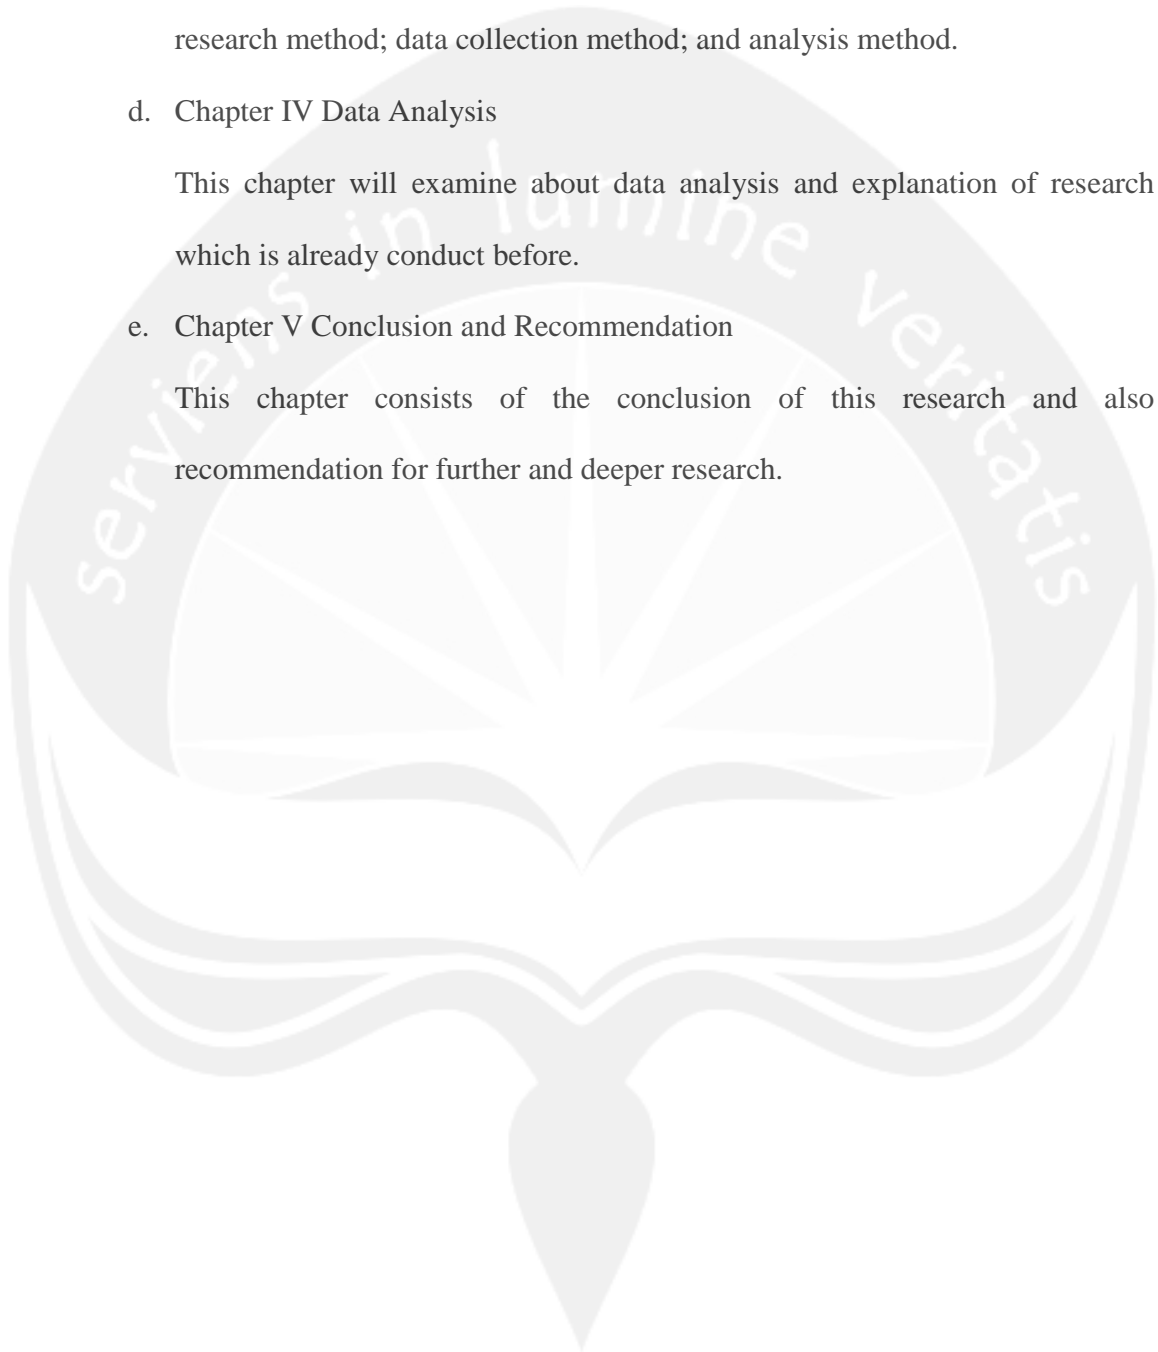 research method; data collection method; and analysis method.
d. Chapter IV Data Analysis
This chapter will examine about data analysis and explanation of research
which is already conduct before.
e. Chapter V Conclusion and Recommendation
This chapter consists of the conclusion of this research and also
recommendation for further and deeper research.
serviens in lumine veritatis